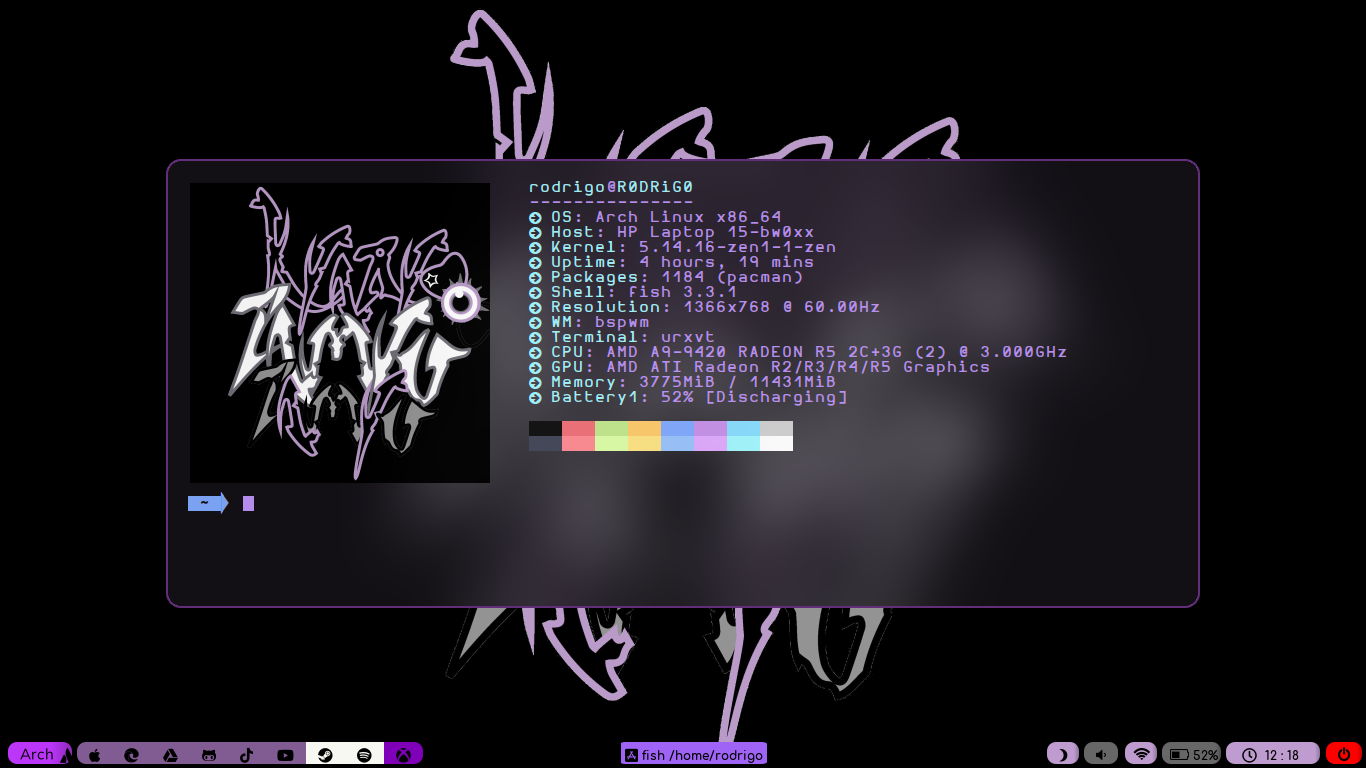 rodrigo@R0DRiG0
---------------
OS: Arch Linux x86_64
Host: HP Laptop 15-bw0xx
Kernel: 5.14.16-zen1-1-zen
Uptime: 4 hours, 19 mins
Packages: 1184 (pacman)
Shell: fish 3.3.1
Resolution: 1366x768 @ 60.00Hz
WM: bspwm
Terminal: urxvt
CPU: AMD A9-9420 RADEON R5 2C+3G (2) @ 3.000GHz
GPU: AMD ATI Radeon R2/R3/R4/R5 Graphics
Memory: 3775MiB / 11431MiB
Battery1: 52% [Discharging]
~
Arch
fish /home/rodrigo
52%
12:18